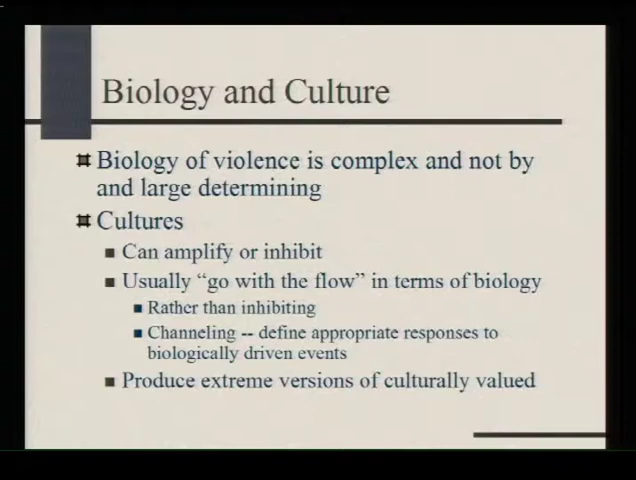 Biology and Culture
Biology of violence is complex and not by
and large determining
Cultures
Can amplify or inhibit
Usually “go with the flow” in terms of biology
Rather than inhibiting
Channeling -- define appropriate responses to
biologically driven events
Produce extreme versions of culturally valued